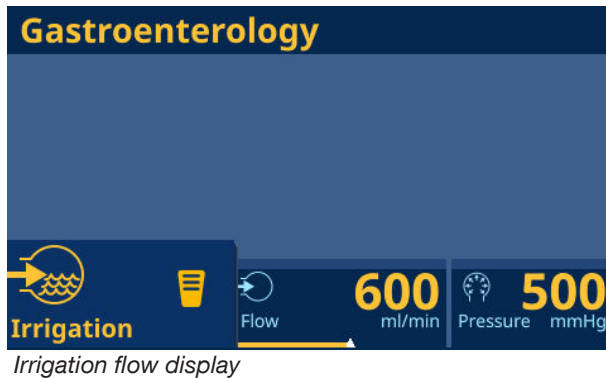 Gastroenterology
600
500
Irrigation
Flow
ml/min
Pressure
mmHg
Irrigation flow display